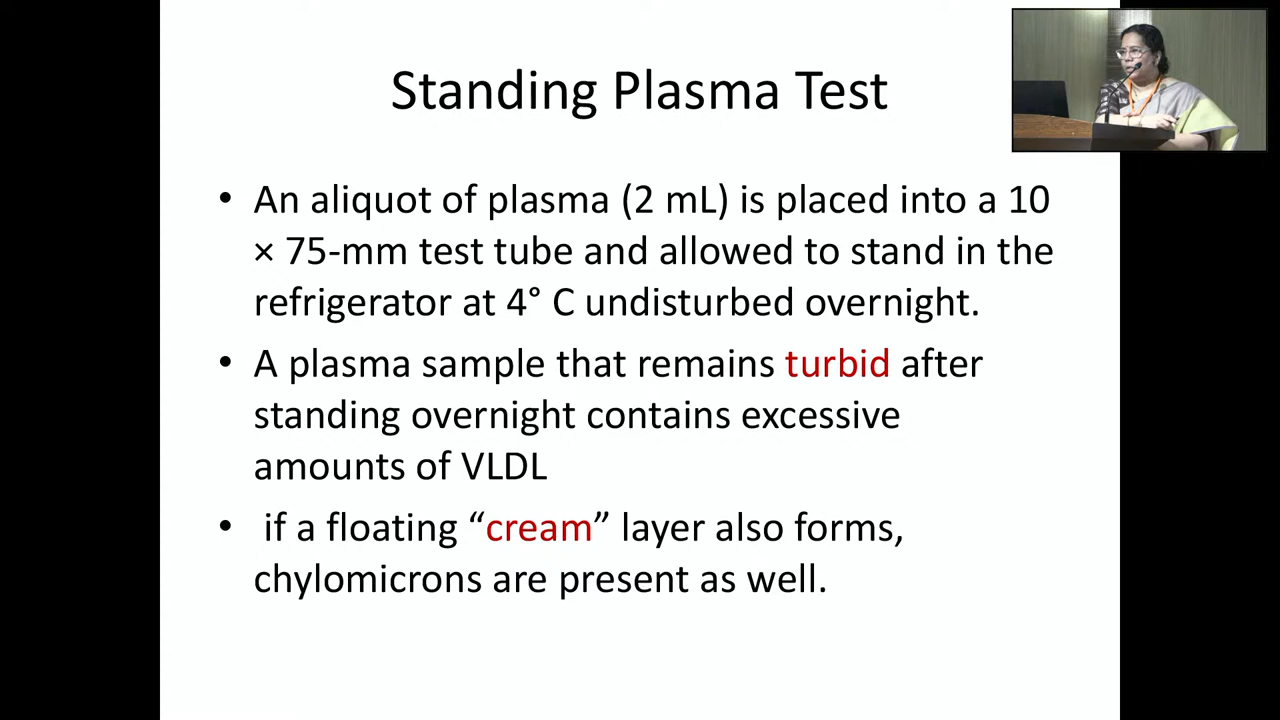 Standing Plasma Test
• An aliquot of plasma (2 mL) is placed into a 10
× 75-mm test tube and allowed to stand in the
refrigerator at 4° C undisturbed overnight.
• A plasma sample that remains turbid after
standing overnight contains excessive
amounts of VLDL
• if a floating “cream” layer also forms,
chylomicrons are present as well.